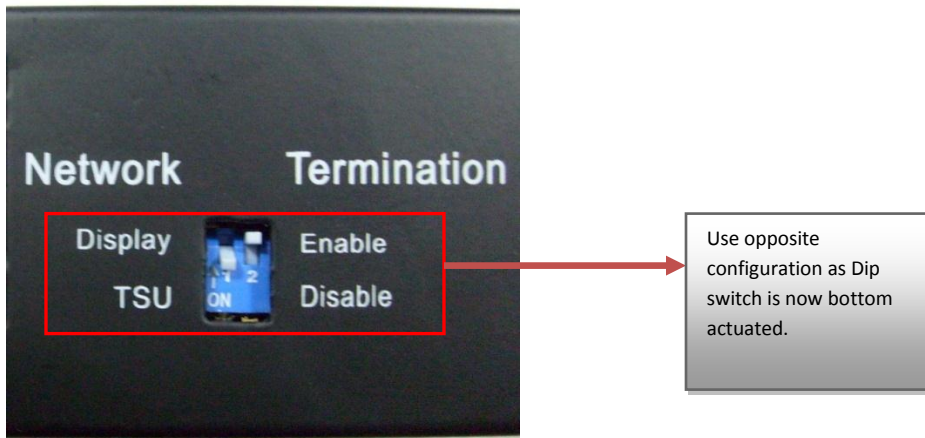 Network Termination
Display Enable
1 2
TSU Disable
ON
Use opposite
configuration as Dip
switch is now bottom
actuated.